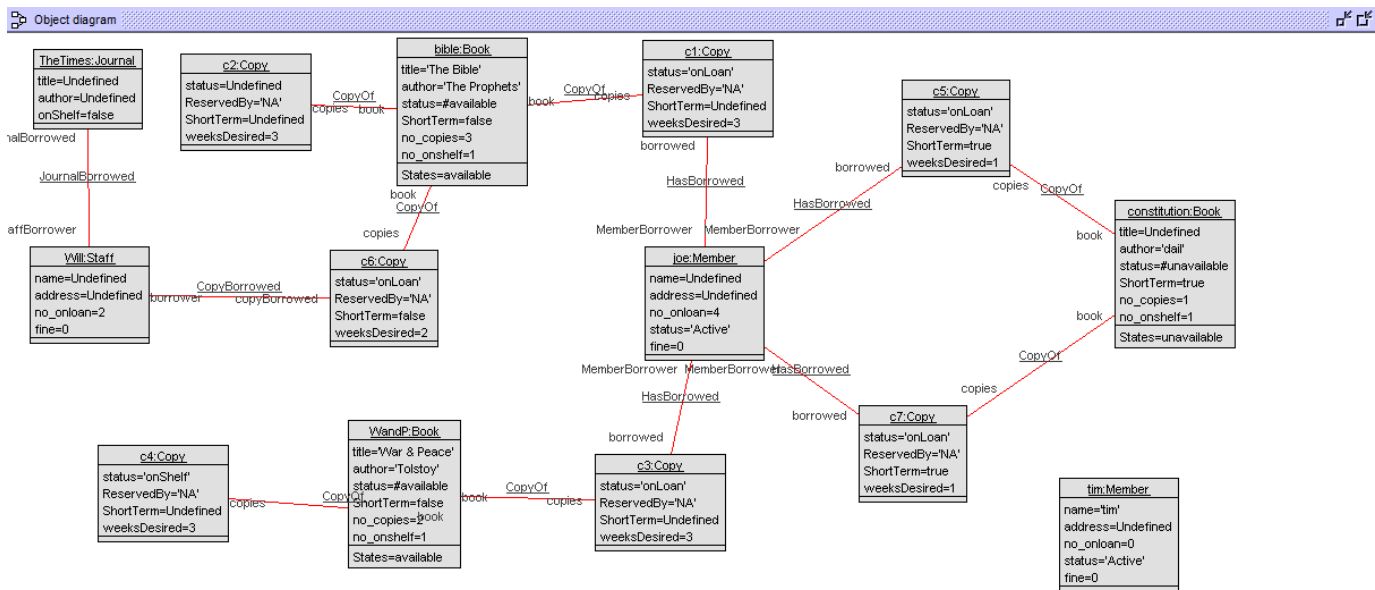 Object diagram
TheTimes:Journal
title=Undefined
author=Undefined
onShelf=false
nalBorrowed
JournalBorrowed
affBorrower
Will:Staff
name=Undefined
address=Undefined
no_onloan=2
fine=0
borrower
CopyBorrowed
copyBorrowed
c2:Copy
status=Undefined
ReservedBy='NA'
ShortTerm=Undefined
weeksDesired=3
copies
CopyOf
book
bible:Book
title='The Bible'
author='The Prophets'
status=#available
ShortTerm=false
no_copies=3
no_onshelf=1
States=available
book
CopyOf
copies
book
CopyOf
copies
c6:Copy
status='onLoan'
ReservedBy='NA'
ShortTerm=false
weeksDesired=2
c1:Copy
status='onLoan'
ReservedBy='NA'
ShortTerm=Undefined
weeksDesired=3
borrowed
HasBorrowed
MemberBorrower
MemberBorrower
joe:Member
name=Undefined
address=Undefined
no_onloan=4
status='Active'
fine=0
borrowed
HasBorrowed
c5:Copy
status='onLoan'
ReservedBy='NA'
ShortTerm=true
weeksDesired=1
copies
CopyOf
book
constitution:Book
title=Undefined
author='dail'
status=#unavailable
ShortTerm=true
no_copies=1
no_onshelf=1
States=unavailable
book
CopyOf
copies
MemberBorrower
MemberBorrower
HasBorrowed
HasBorrowed
borrowed
borrowed
c7:Copy
status='onLoan'
ReservedBy='NA'
ShortTerm=true
weeksDesired=1
c4:Copy
status='onShelf'
ReservedBy='NA'
ShortTerm=Undefined
weeksDesired=3
copies
CopyOf
book
WandP:Book
title='War & Peace'
author='Tolstoy'
status=#available
ShortTerm=false
no_copies=2
no_onshelf=1
States=available
book
CopyOf
copies
c3:Copy
status='onLoan'
ReservedBy='NA'
ShortTerm=Undefined
weeksDesired=3
tim:Member
name='tim'
address=Undefined
no_onloan=0
status='Active'
fine=0